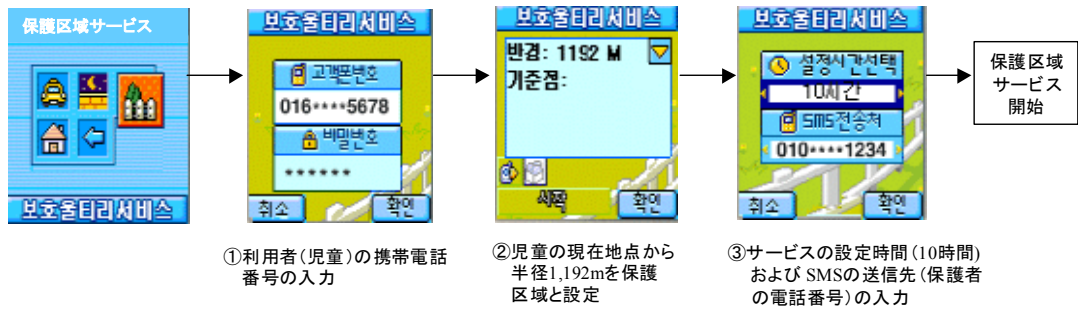 保護区域サービス
보호울타리서비스
보호울타리서비스
고객폰번호
016****5678
비밀번호
******
취소
확인
보호울타리서비스
반경: 1192 M
기준점:
시작
확인
보호울타리서비스
설정시간선택
10시간
SMS전송처
010****1234
취소
확인
保護区域
サービス
開始
①利用者(児童)の携帯電話
番号の入力
②児童の現在地点から
半径1,192mを保護
区域と設定
③サービスの設定時間(10時間)
および SMSの送信先(保護者
の電話番号)の入力